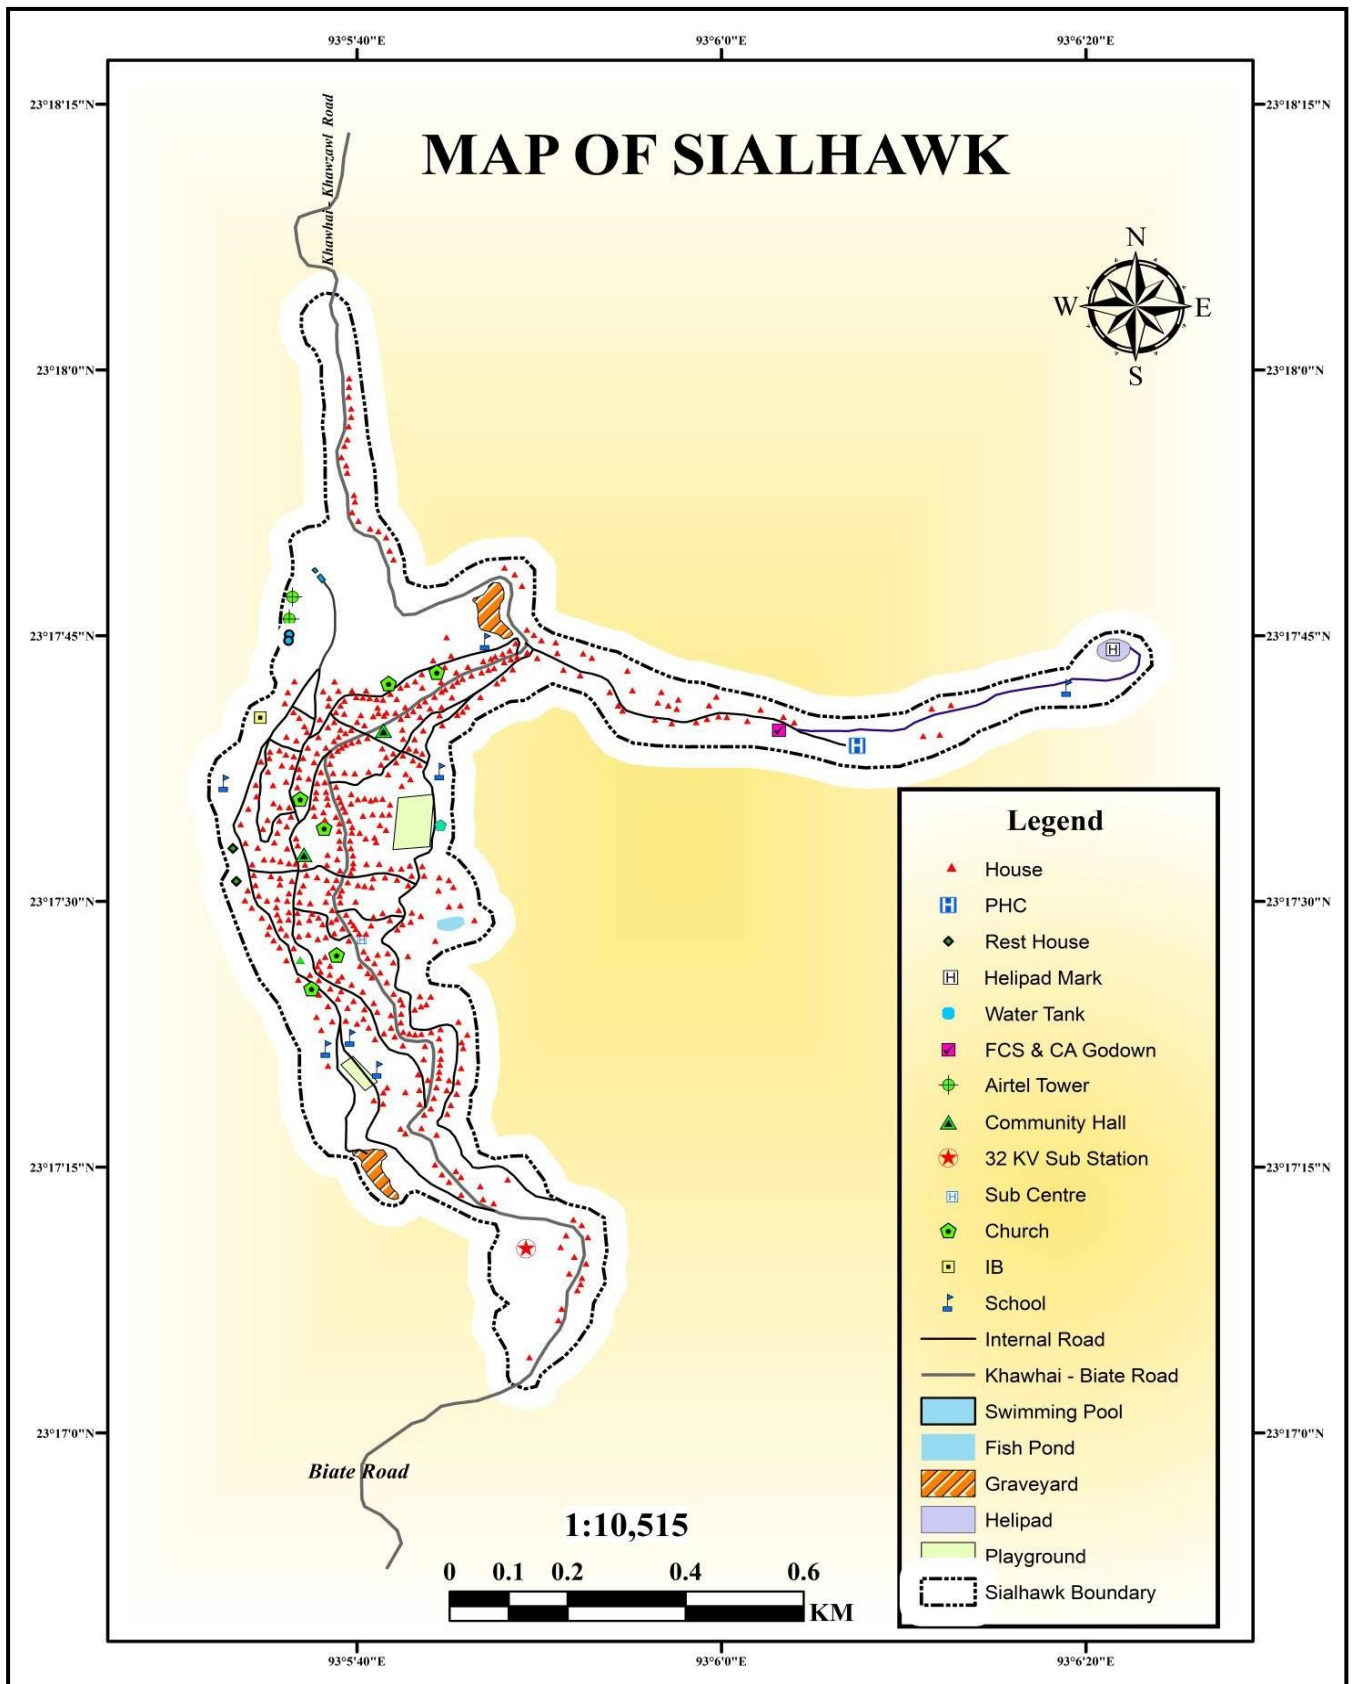 93°5'40"E 93°6'0"E 93°6'20"E
23°18'15"N 23°18'15"N
Khawhai - Khawzawl Road
MAP OF SIALHAWK
N
W E
S
23°18'0"N 23°18'0"N
23°17'45"N 23°17'45"N
H
H
Legend
House
H PHC
Rest House
H Helipad Mark
Water Tank
FCS & CA Godown
Airtel Tower
Community Hall
32 KV Sub Station
H Sub Centre
Church
IB
School
Internal Road
Khawhai - Biate Road
Swimming Pool
Fish Pond
Graveyard
Helipad
Playground
Sialhawk Boundary
23°17'30"N 23°17'30"N
H
23°17'15"N 23°17'15"N
23°17'0"N 23°17'0"N
Biate Road
1:10,515
0 0.1 0.2 0.4 0.6
KM
93°5'40"E 93°6'0"E 93°6'20"E